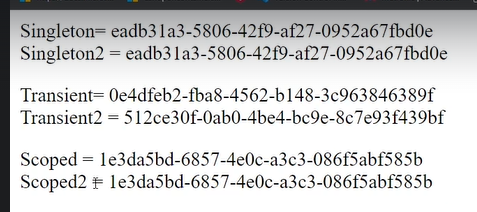 Singleton= eadb31a3-5806-42f9-af27-0952a67fbd0e
Singleton2 = eadb31a3-5806-42f9-af27-0952a67fbd0e
Transient= 0e4dfeb2-fba8-4562-b148-3c963846389f
Transient2 = 512ce30f-0ab0-4be4-bc9e-8c7e93f439bf
Scoped = 1e3da5bd-6857-4e0c-a3c3-086f5abf585b
Scoped2 = 1e3da5bd-6857-4e0c-a3c3-086f5abf585b